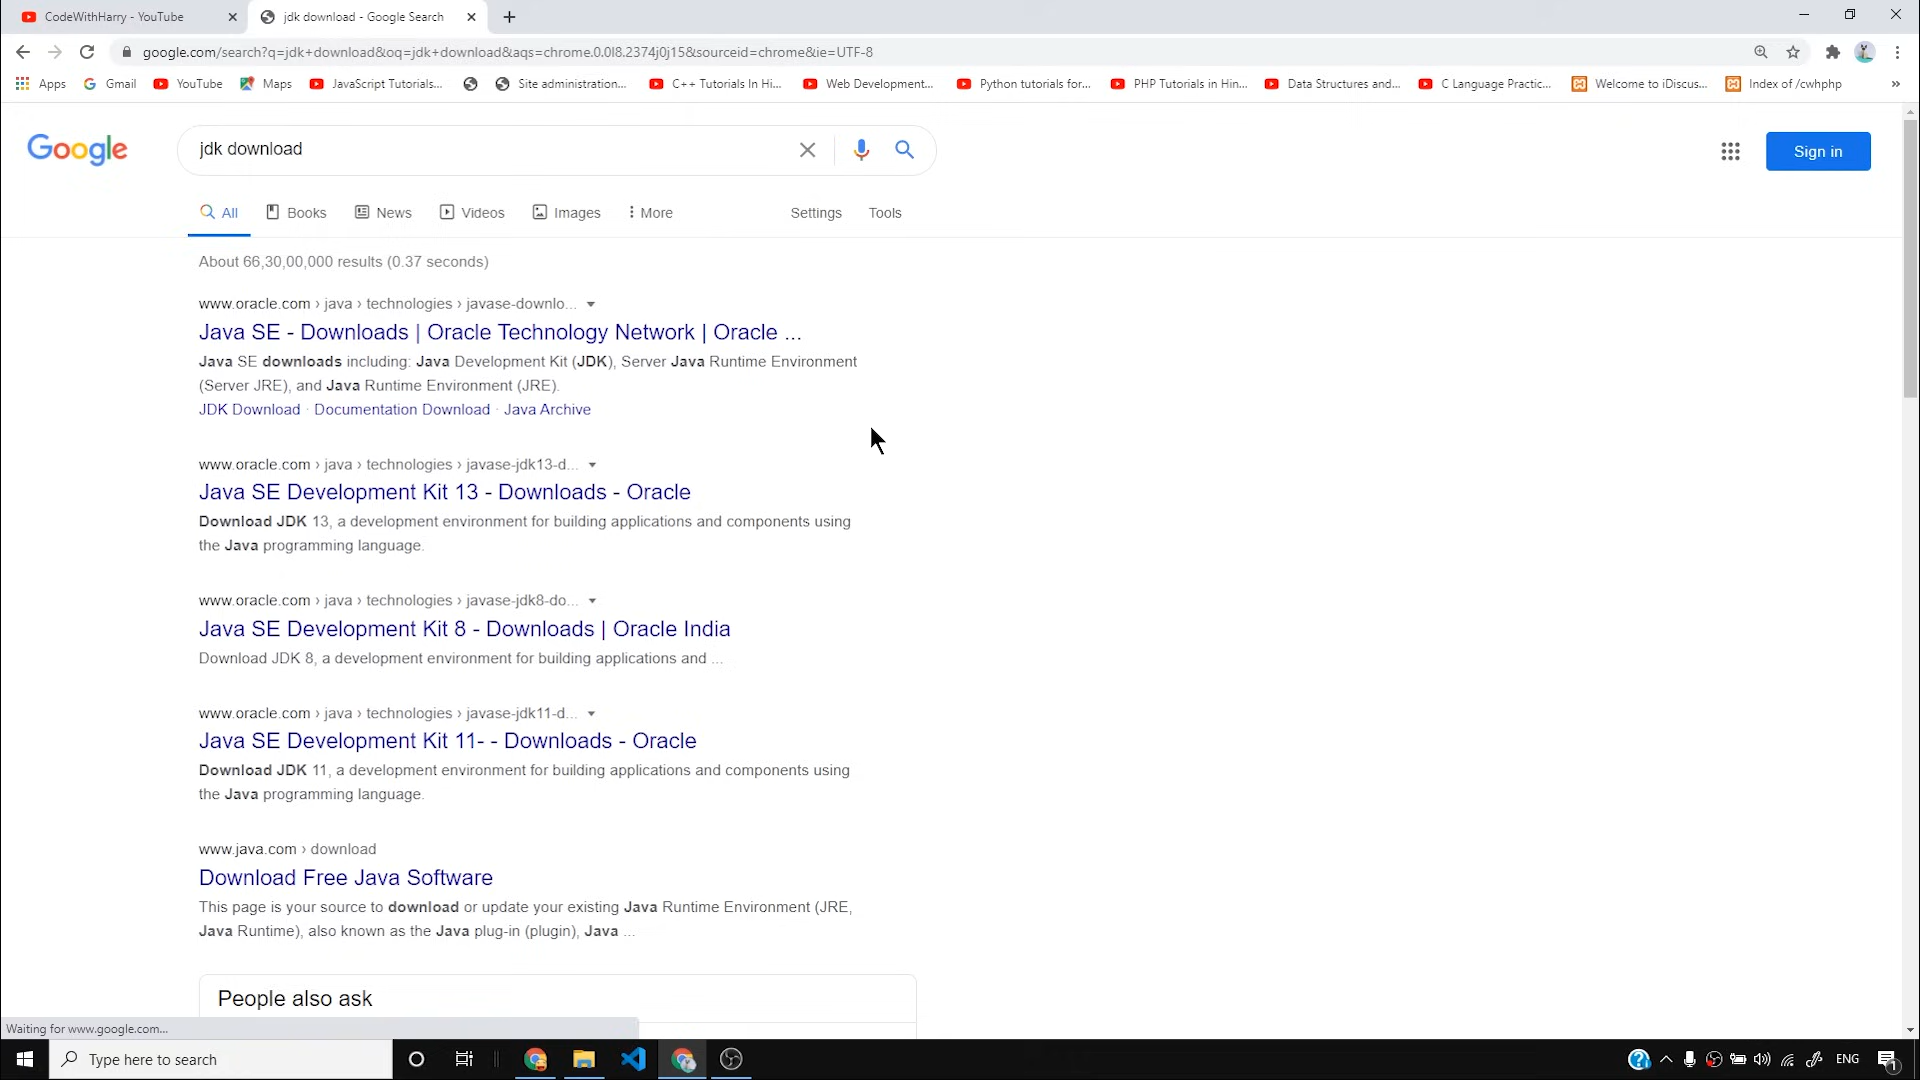 CodeWithHarry - YouTube
jdk download - Google Search
google.com/search?q=jdk+download&oq=jdk+download&aqs=chrome.0.0l8.2374j0j15&sourceid=chrome&ie=UTF-8
Apps Gmail YouTube Maps JavaScript Tutorials... Site administration... C++ Tutorials In Hi... Web Development... Python tutorials for... PHP Tutorials in Hin... Data Structures and... C Language Practic... Welcome to iDiscus... Index of /cwhphp »
Google
jdk download
Sign in
All Books News Videos Images More Settings Tools
About 66,30,00,000 results (0.37 seconds)
www.oracle.com › java › technologies › javase-downlo...
Java SE - Downloads | Oracle Technology Network | Oracle ...
Java SE downloads including: Java Development Kit (JDK), Server Java Runtime Environment
(Server JRE), and Java Runtime Environment (JRE).
JDK Download · Documentation Download · Java Archive
www.oracle.com › java › technologies › javase-jdk13-d...
Java SE Development Kit 13 - Downloads - Oracle
Download JDK 13, a development environment for building applications and components using
the Java programming language.
www.oracle.com › java › technologies › javase-jdk8-do...
Java SE Development Kit 8 - Downloads | Oracle India
Download JDK 8, a development environment for building applications and ...
www.oracle.com › java › technologies › javase-jdk11-d...
Java SE Development Kit 11- - Downloads - Oracle
Download JDK 11, a development environment for building applications and components using
the Java programming language.
www.java.com › download
Download Free Java Software
This page is your source to download or update your existing Java Runtime Environment (JRE,
Java Runtime), also known as the Java plug-in (plugin), Java ...
People also ask
Waiting for www.google.com...
Type here to search
ENG
1